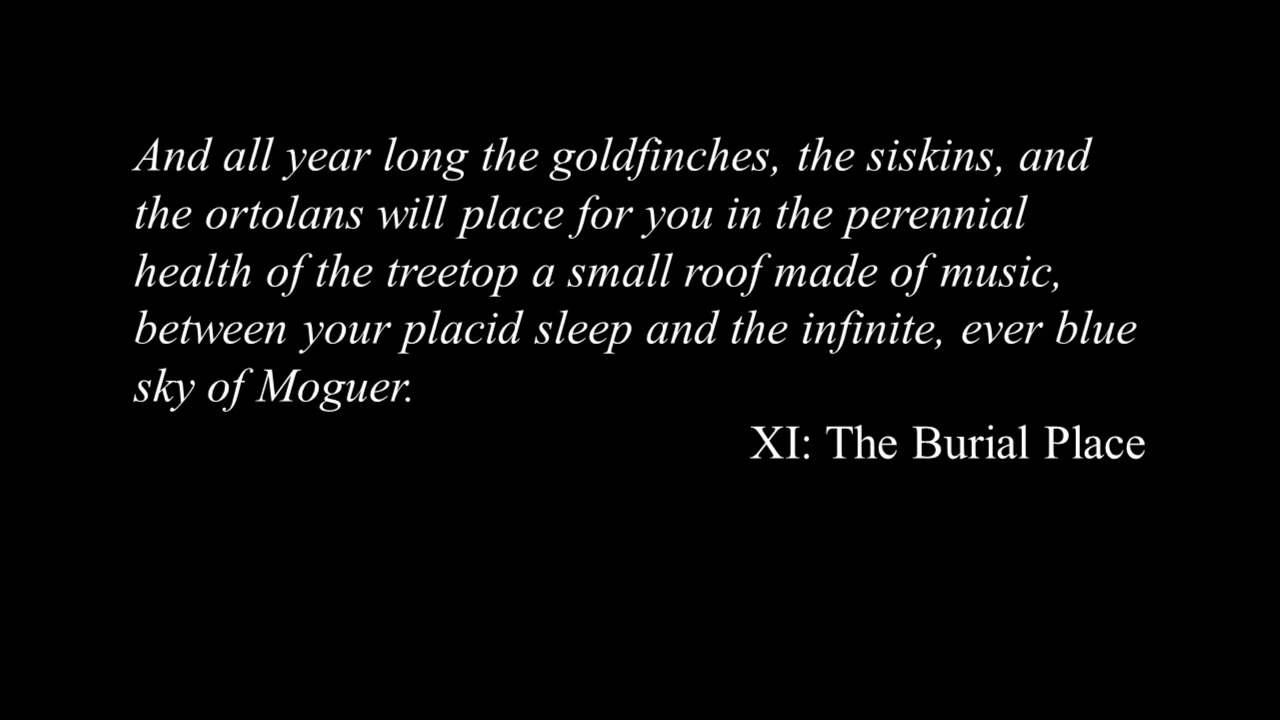 And all year long the goldfinches, the siskins, and
the ortolans will place for you in the perennial
health of the treetop a small roof made of music,
between your placid sleep and the infinite, ever blue
sky of Moguer.
XI: The Burial Place